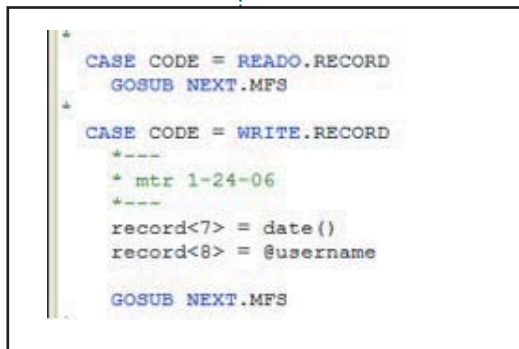 *
CASE CODE = READO.RECORD
GOSUB NEXT.MFS
*
CASE CODE = WRITE.RECORD
*---
* mtr 1-24-06
*---
record<7> = date()
record<8> = @username
GOSUB NEXT.MFS